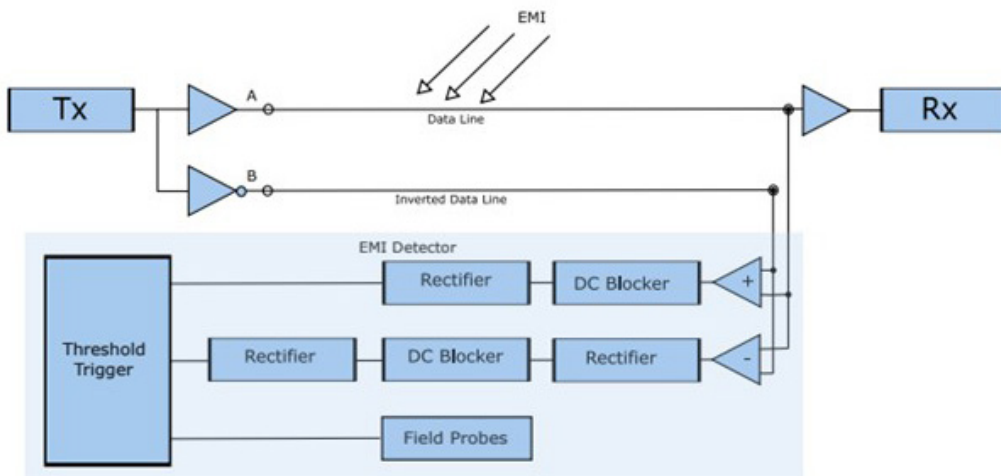 EMI
Tx
A
Data Line
Rx
B
Inverted Data Line
EMI Detector
Rectifier
DC Blocker
+
Threshold
Trigger
Rectifier
DC Blocker
Rectifier
-
Field Probes